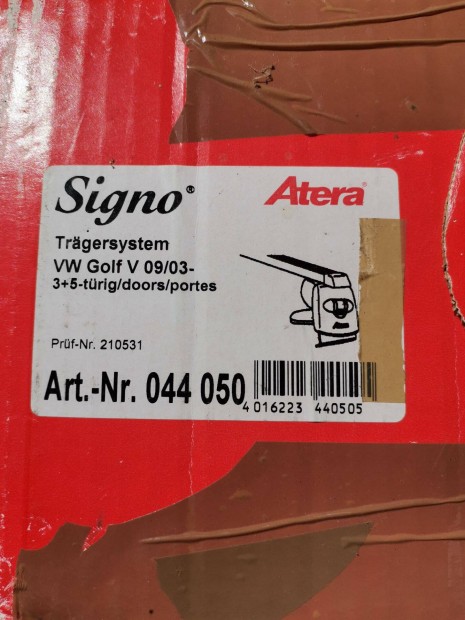 Signo® Atera®
Trägersystem
VW Golf V 09/03-
3+5-türig/doors/portes
Prüf-Nr. 210531
Art.-Nr. 044 050
4 016223 440505